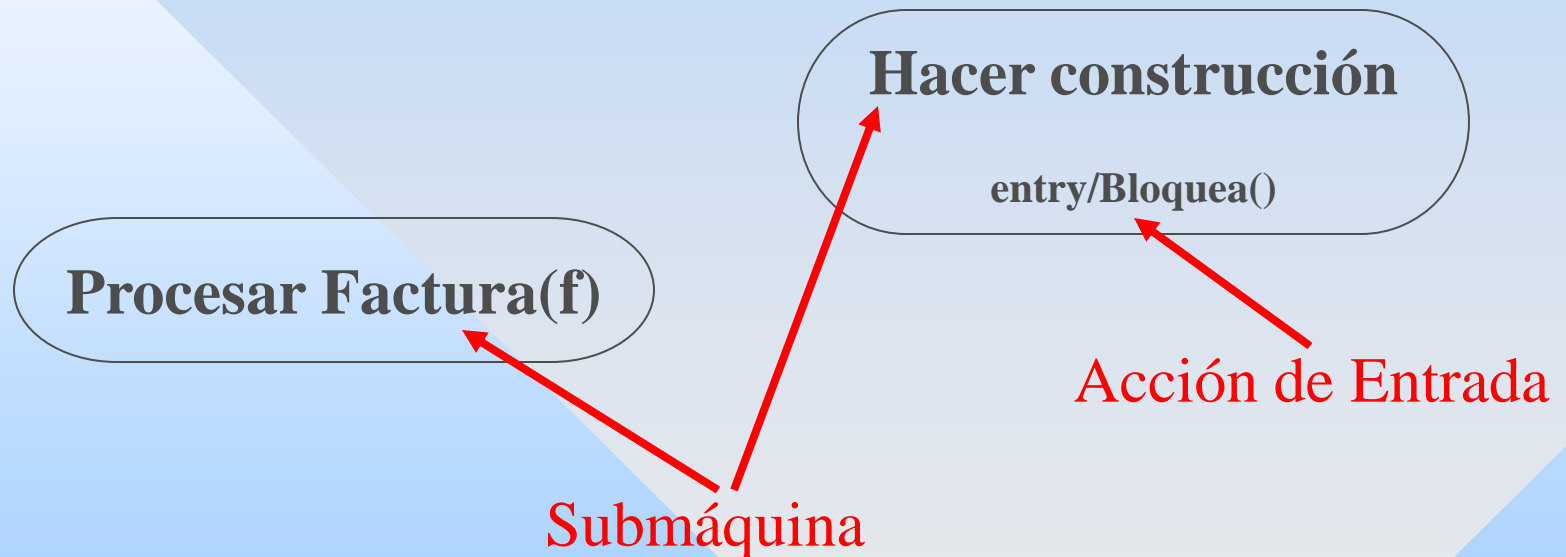 Hacer construcción
entry/Bloquea()
Procesar Factura(f)
Acción de Entrada
Submáquina